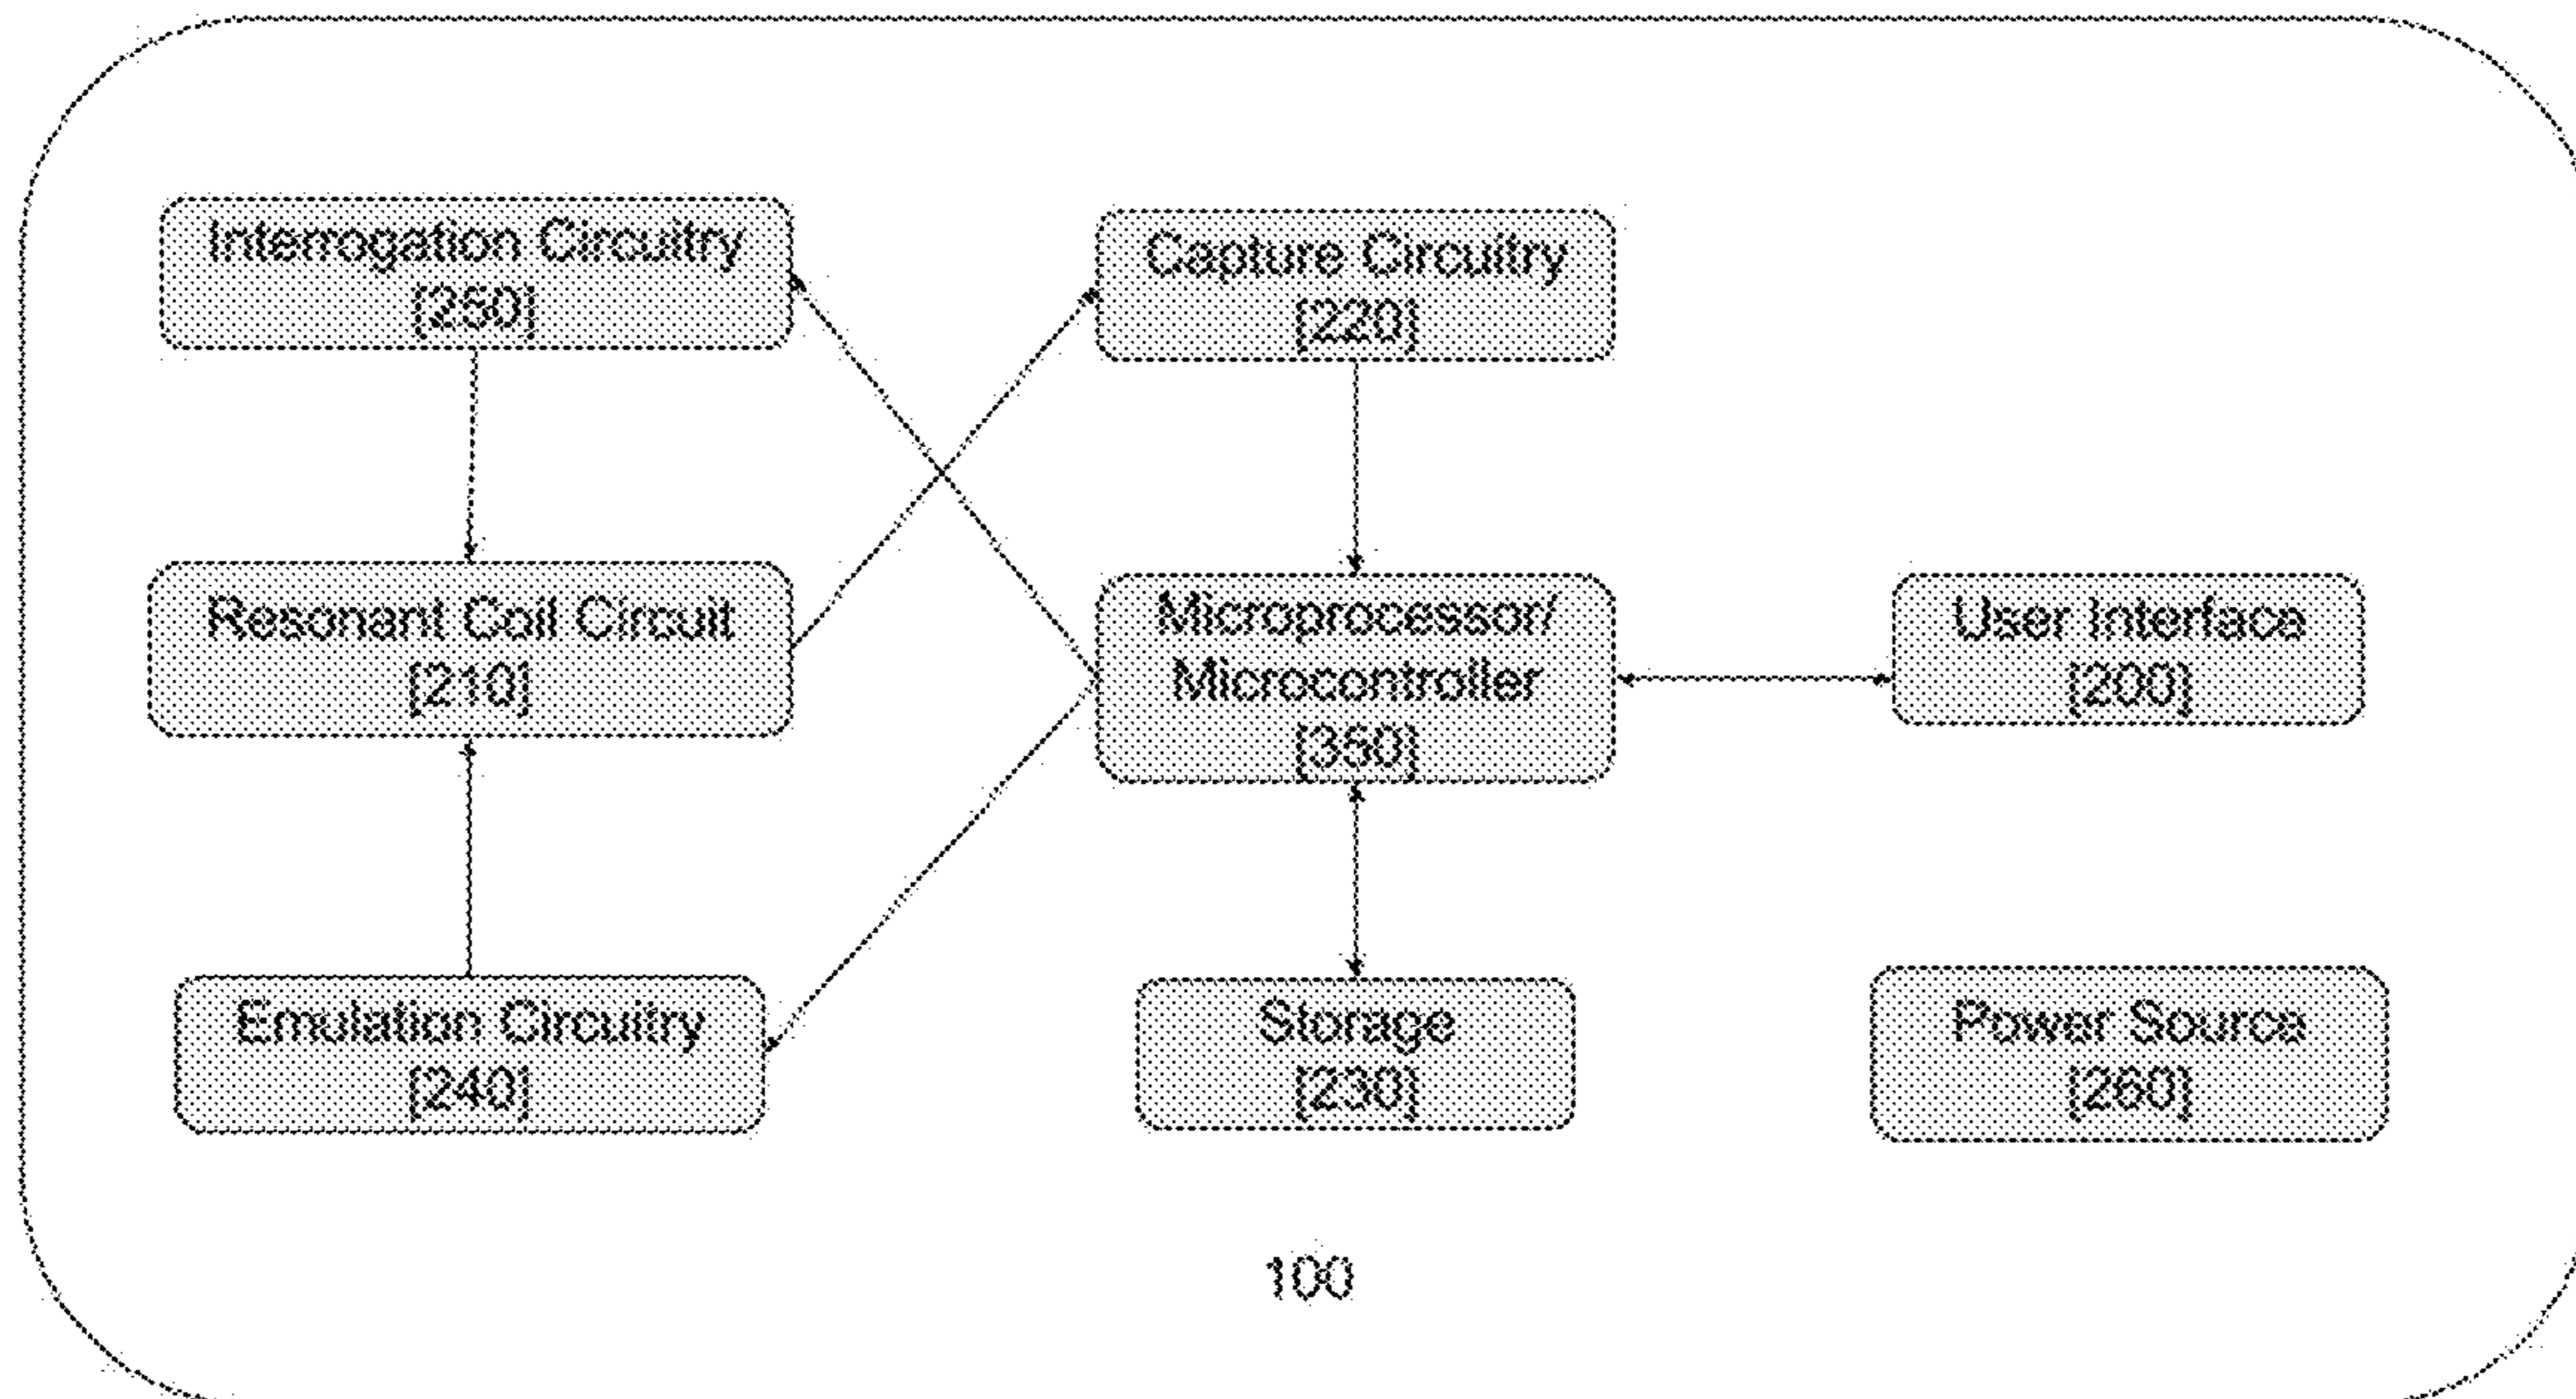 Interrogation Circuitry
[250]
Capture Circuitry
[220]
Resonant Coil Circuit
[210]
Microprocessor/
Microcontroller
[350]
User Interface
[200]
Emulation Circuitry
[240]
Storage
[230]
Power Source
[260]
100